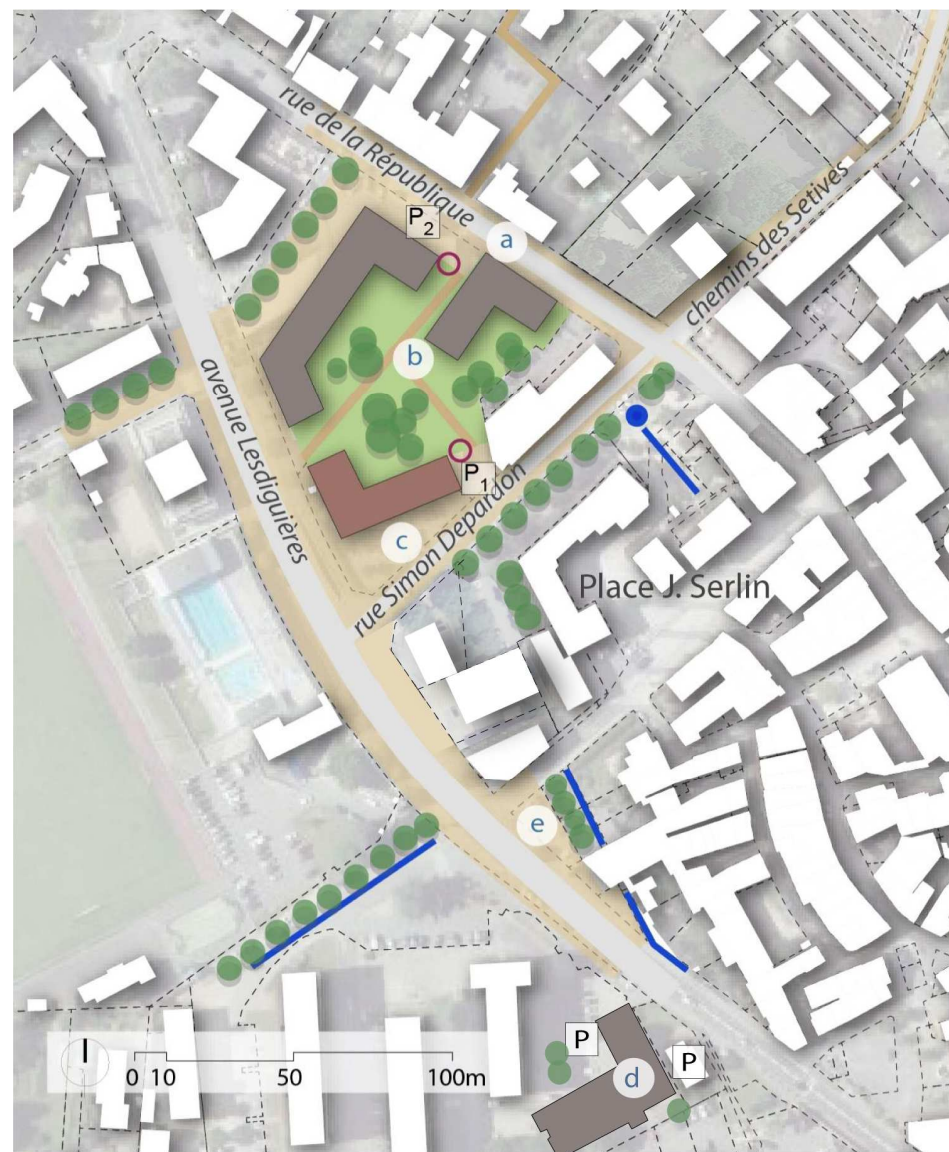 rue de la République
chemins des Setives
P2
a
b
avenue Lesdiguières
P1
c
rue Simon Depardon
Place J. Serlin
e
P
P
d
0 10 50 100m